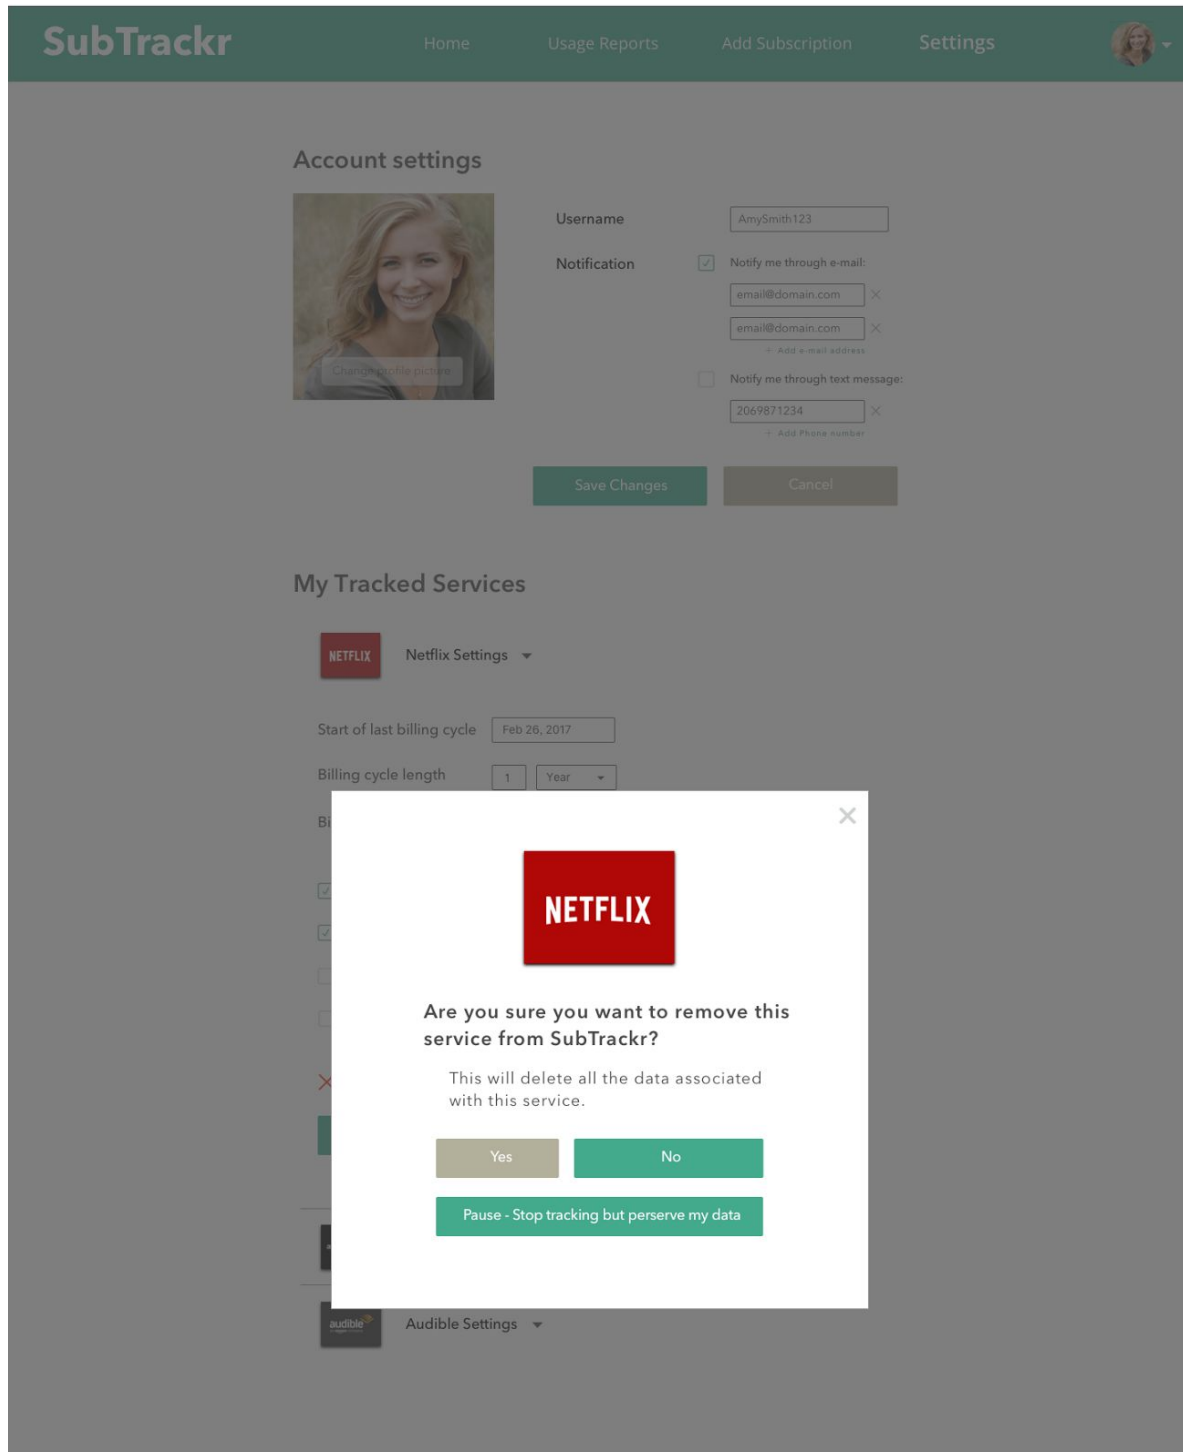 SubTrackr
Home
Usage Reports
Add Subscription
Settings
Account settings
Change profile picture
Username
AmySmith123
Notification
Notify me through e-mail:
email@domain.com
email@domain.com
+ Add e-mail address
Notify me through text message:
2069871234
+ Add Phone number
Save Changes
Cancel
My Tracked Services
NETFLIX
Netflix Settings
Start of last billing cycle
Feb 26, 2017
Billing cycle length
1
Year
Bi
NETFLIX
Are you sure you want to remove this
service from SubTrackr?
This will delete all the data associated
with this service.
Yes
No
Pause - Stop tracking but perserve my data
audible
Audible Settings